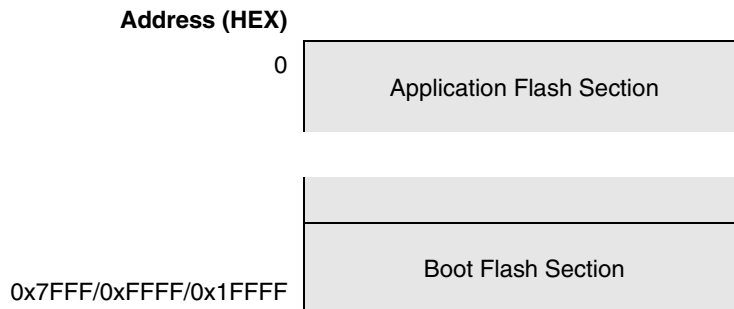 Address (HEX)
0
Application Flash Section
Boot Flash Section
0x7FFF/0xFFFF/0x1FFFF